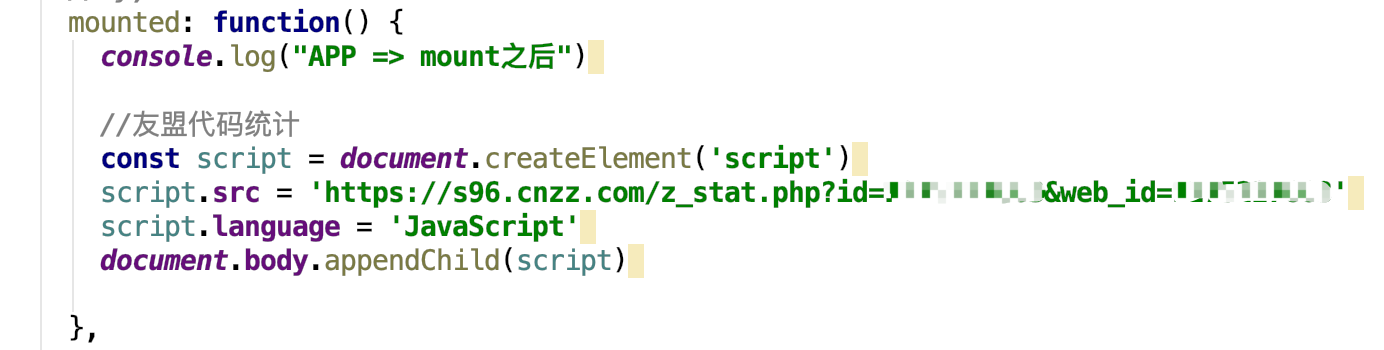 mounted: function() {
console.log("APP => mount之后")
//友盟代码统计
const script = document.createElement('script')
script.src = 'https://s96.cnzz.com/z_stat.php?id=&web_id='
script.language = 'JavaScript'
document.body.appendChild(script)
},